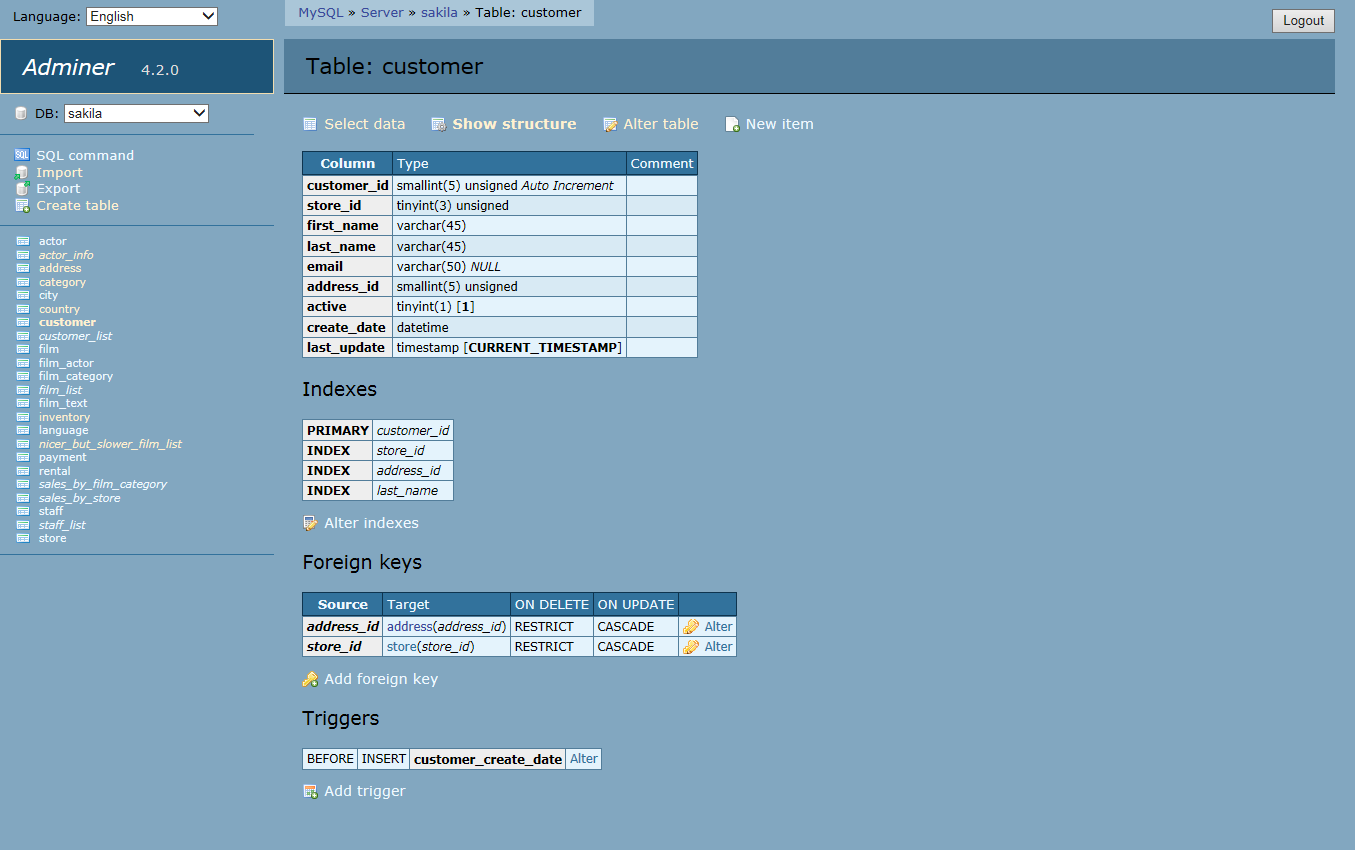 Language: English
MySQL » Server » sakila » Table: customer
Logout
Adminer 4.2.0
Table: customer
DB: sakila
SQL command
Import
Export
Create table
actor
actor_info
address
category
city
country
customer
customer_list
film
film_actor
film_category
film_list
film_text
inventory
language
nicer_but_slower_film_list
payment
rental
sales_by_film_category
sales_by_store
staff
staff_list
store
Select data Show structure Alter table New item
Column Type Comment
customer_id smallint(5) unsigned Auto Increment
store_id tinyint(3) unsigned
first_name varchar(45)
last_name varchar(45)
email varchar(50) NULL
address_id smallint(5) unsigned
active tinyint(1) [1]
create_date datetime
last_update timestamp [CURRENT_TIMESTAMP]
Indexes
PRIMARY customer_id
INDEX store_id
INDEX address_id
INDEX last_name
Alter indexes
Foreign keys
Source Target ON DELETE ON UPDATE
address_id address(address_id) RESTRICT CASCADE Alter
store_id store(store_id) RESTRICT CASCADE Alter
Add foreign key
Triggers
BEFORE INSERT customer_create_date Alter
Add trigger